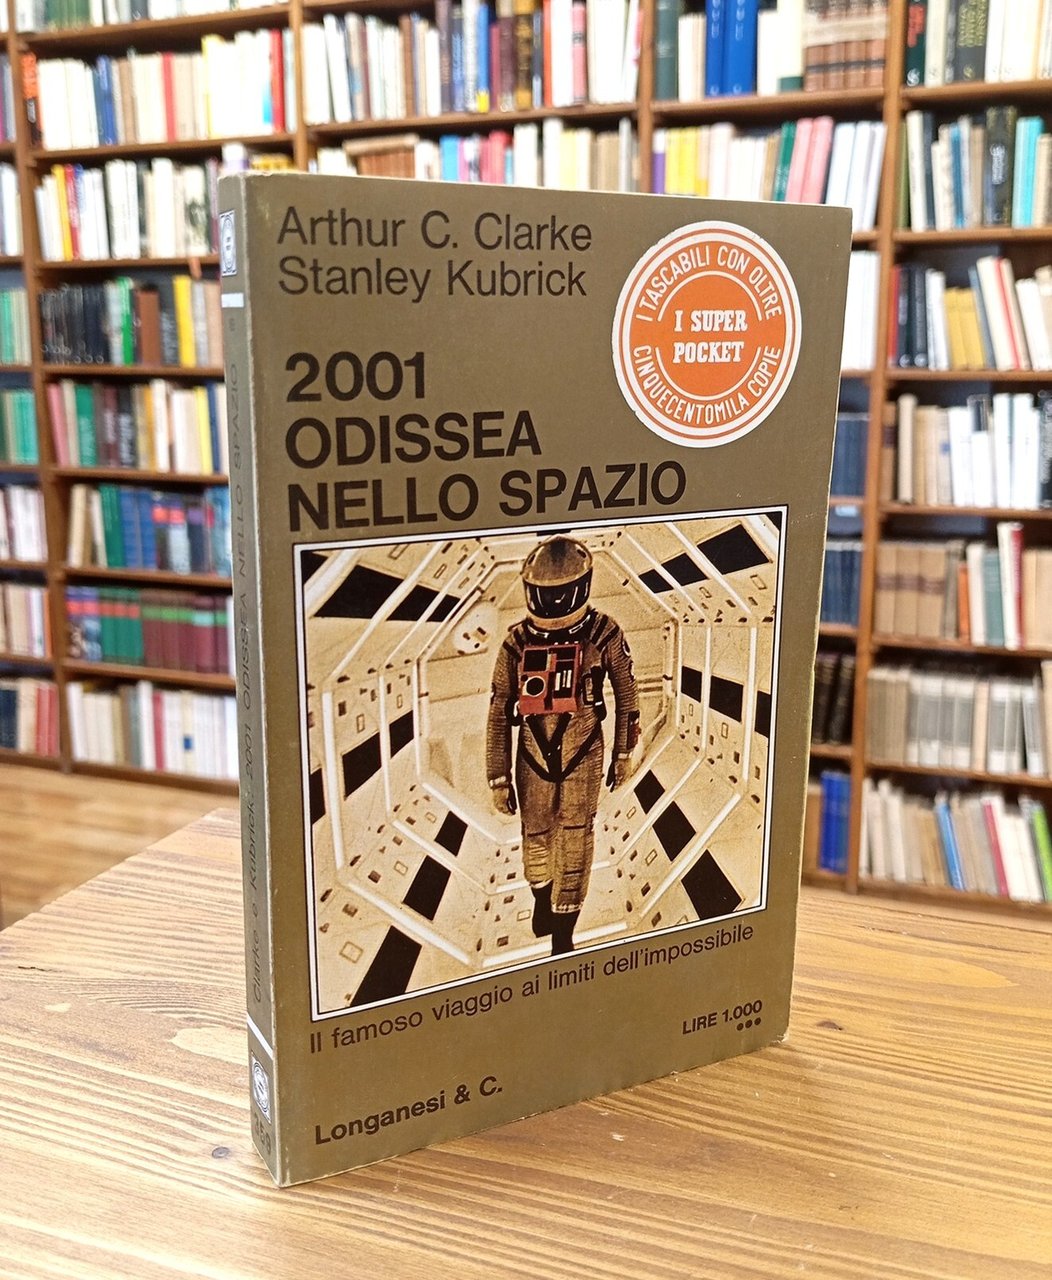 Arthur C. Clarke
Stanley Kubrick
2001
ODISSEA
NELLO SPAZIO
I TASCABILI CON OLTRE
I SUPER
POCKET
CINQUECENTOMILA COPIE
Il famoso viaggio ai limiti dell'impossibile
LIRE 1.000
Longanesi & C.
Clarke e Kubrick 2001 ODISSEA NELLO SPAZIO